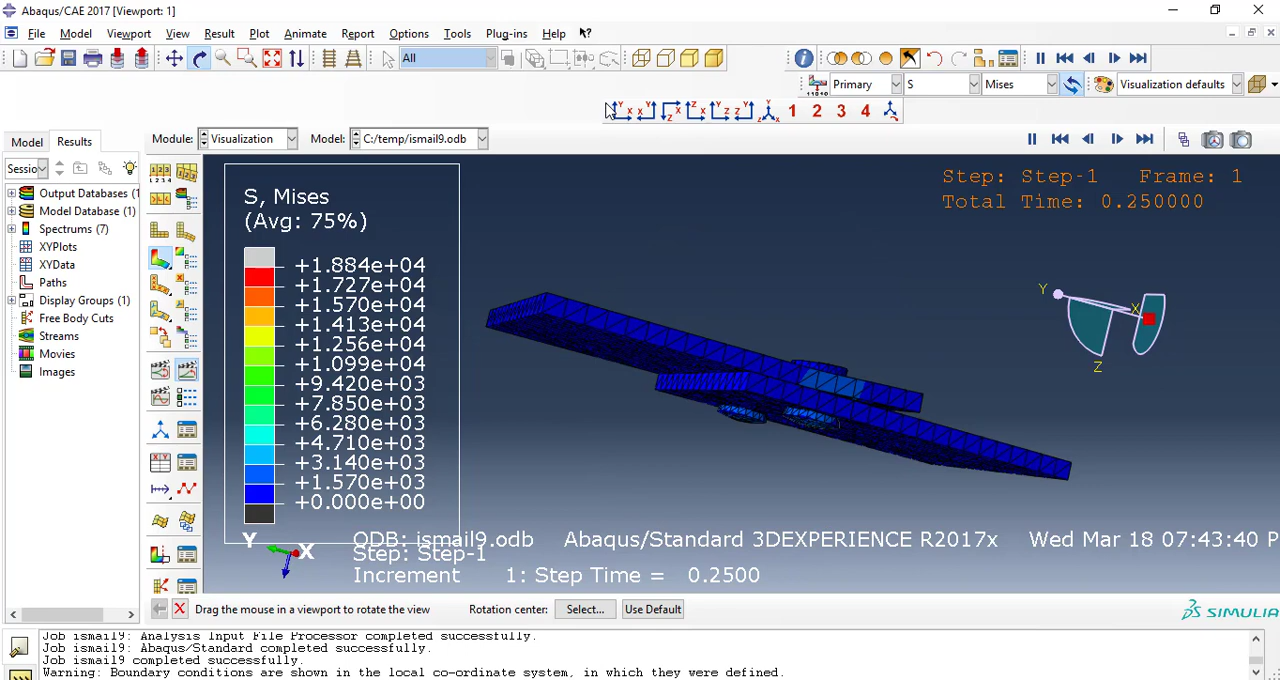 Abaqus/CAE 2017 [Viewport: 1]
File Model Viewport View Result Plot Animate Report Options Tools Plug-ins Help
All
Primary S Mises Visualization defaults
1 2 3 4
Model Results Module: Visualization Model: C:/temp/ismail9.odb
Sessio
Output Databases (1
Model Database (1)
Spectrums (7)
XYPlots
XYData
Paths
Display Groups (1)
Free Body Cuts
Streams
Movies
Images
S, Mises
(Avg: 75%)
+1.884e+04
+1.727e+04
+1.570e+04
+1.413e+04
+1.256e+04
+1.099e+04
+9.420e+03
+7.850e+03
+6.280e+03
+4.711e+03
+3.140e+03
+1.570e+03
+0.000e+00
Step: Step-1 Frame: 1
Total Time: 0.250000
Y
X
Z
Y X
ODB: ismail9.odb Abaqus/Standard 3DEXPERIENCE R2017x Wed Mar 18 07:43:40 P
Step: Step-1
Increment 1: Step Time = 0.2500
Drag the mouse in a viewport to rotate the view Rotation center: Select... Use Default
SIMULIA
Job ismail9: Analysis Input File Processor completed successfully.
Job ismail9: Abaqus/Standard completed successfully.
Job ismail9 completed successfully.
Warning: Boundary conditions are shown in the local co-ordinate system, in which they were defined.